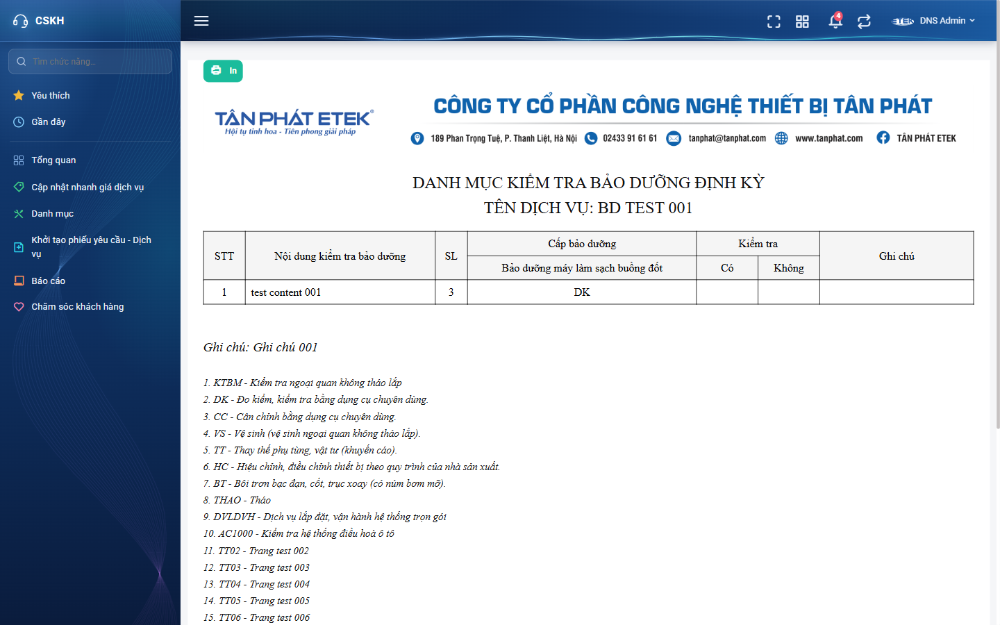 CSKH
Tìm chức năng...
Yêu thích
Gần đây
Tổng quan
Cập nhật nhanh giá dịch vụ
Danh mục
Khởi tạo phiếu yêu cầu - Dịch
vụ
Báo cáo
Chăm sóc khách hàng
4
ETEK
DNS Admin
In
TÂN PHÁT ETEK®
Hội tụ tinh hoa - Tiên phong giải pháp
CÔNG TY CỔ PHẦN CÔNG NGHỆ THIẾT BỊ TÂN PHÁT
189 Phan Trọng Tuệ, P. Thanh Liệt, Hà Nội 02433 91 61 61 tanphat@tanphat.com www.tanphat.com TÂN PHÁT ETEK
DANH MỤC KIỂM TRA BẢO DƯỠNG ĐỊNH KỲ
TÊN DỊCH VỤ: BD TEST 001
STT Nội dung kiểm tra bảo dưỡng SL Cấp bảo dưỡng Kiểm tra Ghi chú
Bảo dưỡng máy làm sạch buồng đốt Có Không
1 test content 001 3 DK
Ghi chú: Ghi chú 001
1. KTBM - Kiểm tra ngoại quan không tháo lắp
2. DK - Đo kiểm, kiểm tra bằng dụng cụ chuyên dùng.
3. CC - Cân chỉnh bằng dụng cụ chuyên dùng.
4. VS - Vệ sinh (vệ sinh ngoại quan không tháo lắp).
5. TT - Thay thế phụ tùng, vật tư (khuyến cáo).
6. HC - Hiệu chỉnh, điều chỉnh thiết bị theo quy trình của nhà sản xuất.
7. BT - Bôi trơn bạc đạn, cốt, trục xoay (có núm bơm mỡ).
8. THAO - Tháo
9. DVLDVH - Dịch vụ lắp đặt, vận hành hệ thống trọn gói
10. AC1000 - Kiểm tra hệ thống điều hoà ô tô
11. TT02 - Trang test 002
12. TT03 - Trang test 003
13. TT04 - Trang test 004
14. TT05 - Trang test 005
15. TT06 - Trang test 006